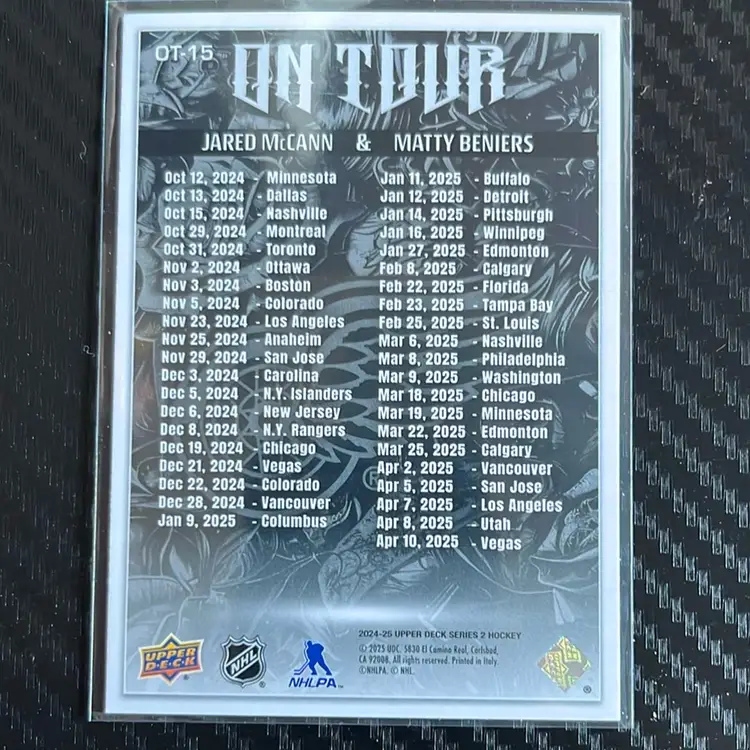 OT-15
ON TOUR
JARED McCANN & MATTY BENIERS
Oct 12, 2024 - Minnesota
Oct 13, 2024 - Dallas
Oct 15, 2024 - Nashville
Oct 29, 2024 - Montreal
Oct 31, 2024 - Toronto
Nov 2, 2024 - Ottawa
Nov 3, 2024 - Boston
Nov 5, 2024 - Colorado
Nov 23, 2024 - Los Angeles
Nov 25, 2024 - Anaheim
Nov 29, 2024 - San Jose
Dec 3, 2024 - Carolina
Dec 5, 2024 - N.Y. Islanders
Dec 6, 2024 - New Jersey
Dec 8, 2024 - N.Y. Rangers
Dec 19, 2024 - Chicago
Dec 21, 2024 - Vegas
Dec 22, 2024 - Colorado
Dec 28, 2024 - Vancouver
Jan 9, 2025 - Columbus
Jan 11, 2025 - Buffalo
Jan 12, 2025 - Detroit
Jan 14, 2025 - Pittsburgh
Jan 16, 2025 - Winnipeg
Jan 27, 2025 - Edmonton
Feb 8, 2025 - Calgary
Feb 22, 2025 - Florida
Feb 23, 2025 - Tampa Bay
Feb 25, 2025 - St. Louis
Mar 6, 2025 - Nashville
Mar 8, 2025 - Philadelphia
Mar 9, 2025 - Washington
Mar 18, 2025 - Chicago
Mar 19, 2025 - Minnesota
Mar 22, 2025 - Edmonton
Mar 25, 2025 - Calgary
Apr 2, 2025 - Vancouver
Apr 5, 2025 - San Jose
Apr 7, 2025 - Los Angeles
Apr 8, 2025 - Utah
Apr 10, 2025 - Vegas
UPPER
DECK
NHL
NHLPA
2024-25 UPPER DECK SERIES 2 HOCKEY
© 2025 UDC. 5830 El Camino Real, Carlsbad,
CA 92008. All rights reserved. Printed in Italy.
©NHLPA. © NHL.